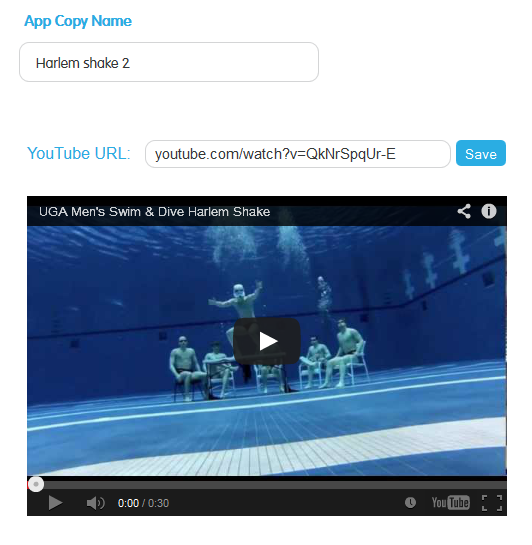 App Copy Name
Harlem shake 2
YouTube URL:
youtube.com/watch?v=QkNrSpqUr-E
Save
UGA Men's Swim & Dive Harlem Shake
0:00 / 0:30
YouTube